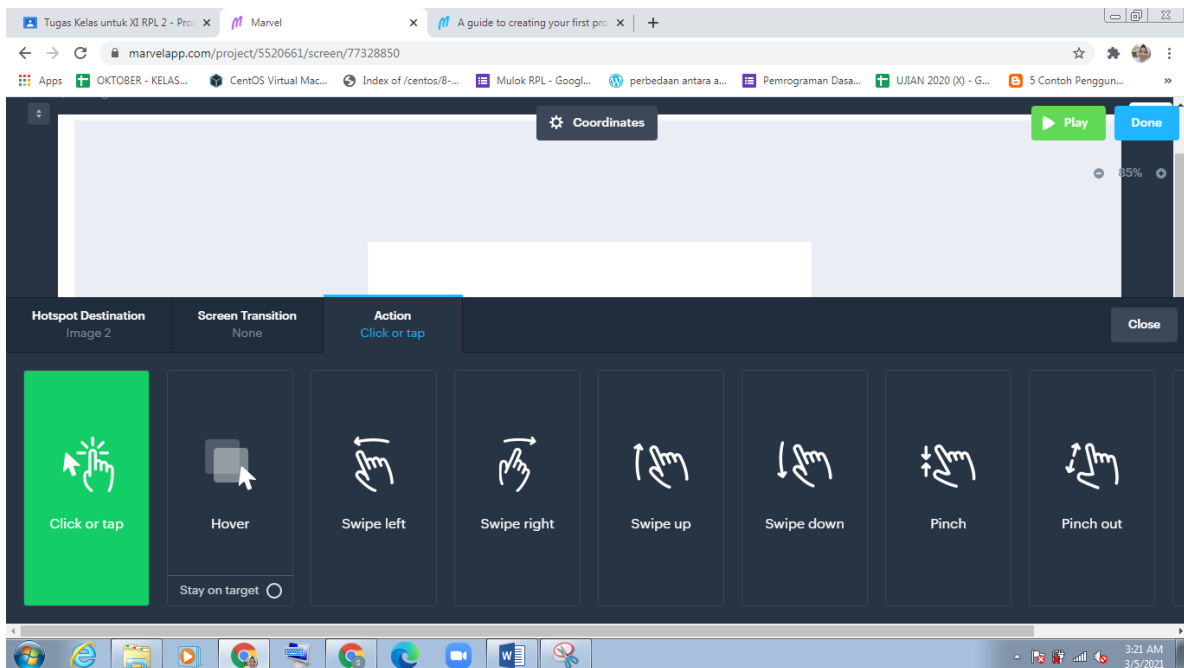 Tugas Kelas untuk XI RPL 2 - Pro
Marvel
A guide to creating your first pro
marvelapp.com/project/5520661/screen/77328850
Apps
OKTOBER - KELAS...
CentOS Virtual Mac...
Index of /centos/8-...
Mulok RPL - Googl...
perbedaan antara a...
Pemrograman Dasa...
UJIAN 2020 (X) - G...
5 Contoh Penggun...
»
Coordinates
Play
Done
85%
Hotspot Destination
Image 2
Screen Transition
None
Action
Click or tap
Close
Click or tap
Hover
Swipe left
Swipe right
Swipe up
Swipe down
Pinch
Pinch out
Stay on target
3:21 AM
3/5/2021